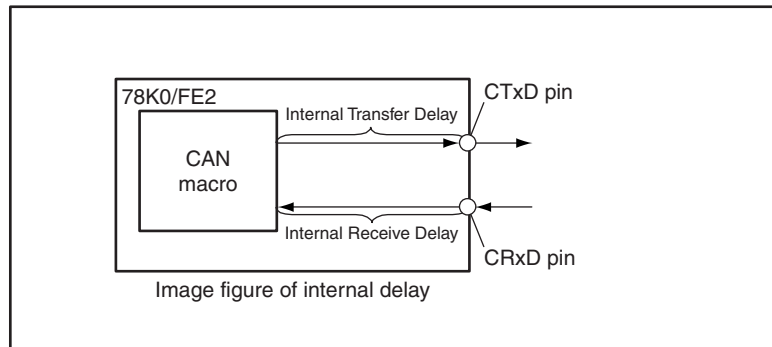 78K0/FE2
CTxD pin
Internal Transfer Delay
CAN
macro
Internal Receive Delay
CRxD pin
Image figure of internal delay